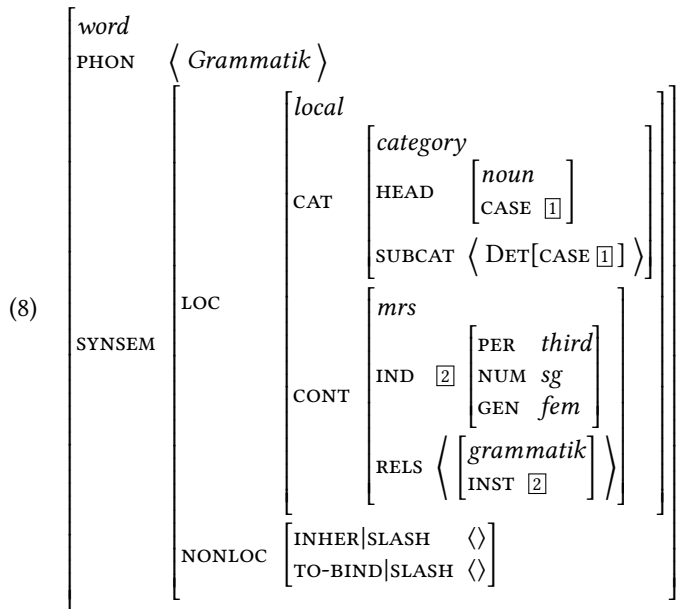 (8)
word
PHON ⟨ Grammatik ⟩
SYNSEM
LOC
local
CAT
category
HEAD
noun
CASE 1
SUBCAT ⟨ DET[CASE 1] ⟩
CONT
mrs
IND 2
PER third
NUM sg
GEN fem
RELS ⟨ [grammatik
INST 2] ⟩
NONLOC
INHER|SLASH ⟨⟩
TO-BIND|SLASH ⟨⟩